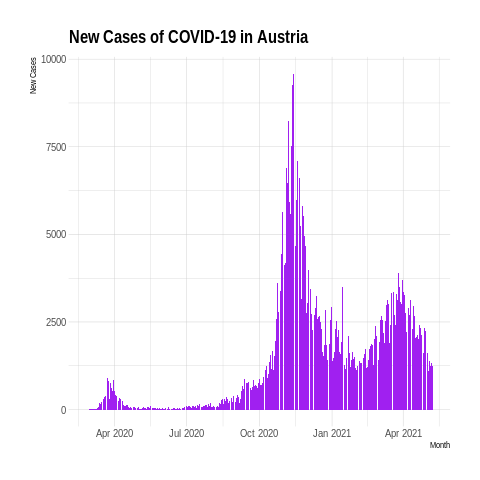 New Cases of COVID-19 in Austria
New Cases
10000
7500
5000
2500
0
Apr 2020 Jul 2020 Oct 2020 Jan 2021 Apr 2021
Month